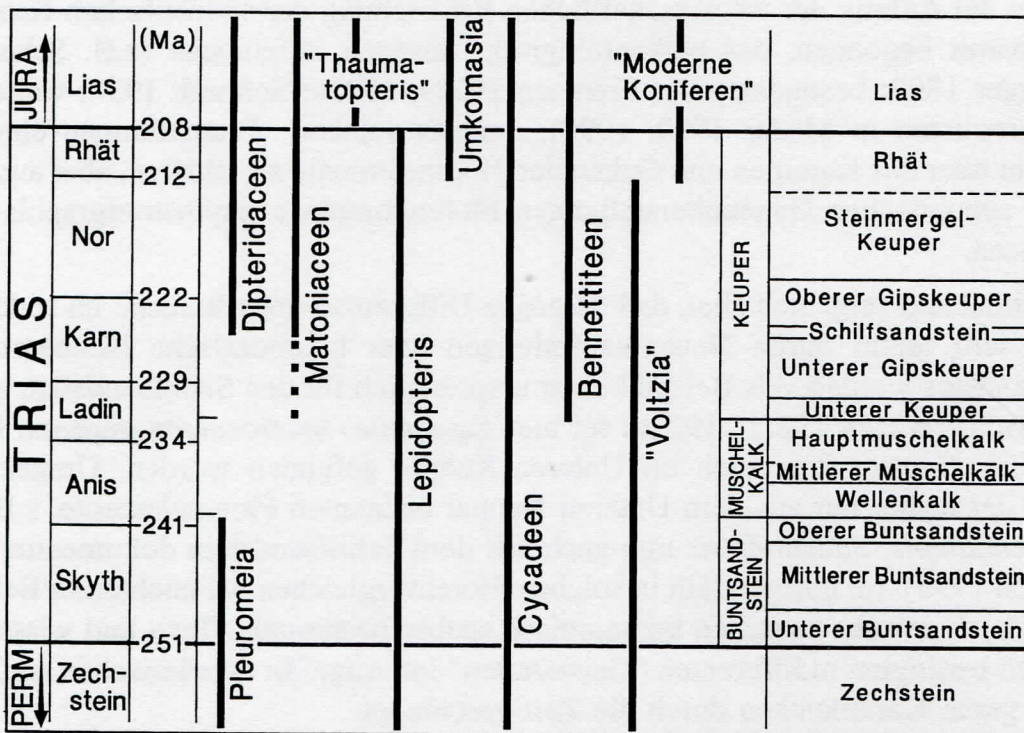 JURA
TRIAS
PERM
Lias
Rhät
Nor
Karn
Ladin
Anis
Skyth
Zech-
stein
(Ma)
208
212
222
229
234
241
251
Pleuromeia
Dipteridaceen
Matoniaceen
"Thauma-
topteris"
Lepidopteris
Umkomasia
Cycadeen
Bennettiteen
"Voltzia"
"Moderne
Koniferen"
KEUPER
MUSCHEL-
KALK
BUNTSAND-
STEIN
Lias
Rhät
Steinmergel-
Keuper
Oberer Gipskeuper
Schilfsandstein
Unterer Gipskeuper
Unterer Keuper
Hauptmuschelkalk
Mittlerer Muschelkalk
Wellenkalk
Oberer Buntsandstein
Mittlerer Buntsandstein
Unterer Buntsandstein
Zechstein